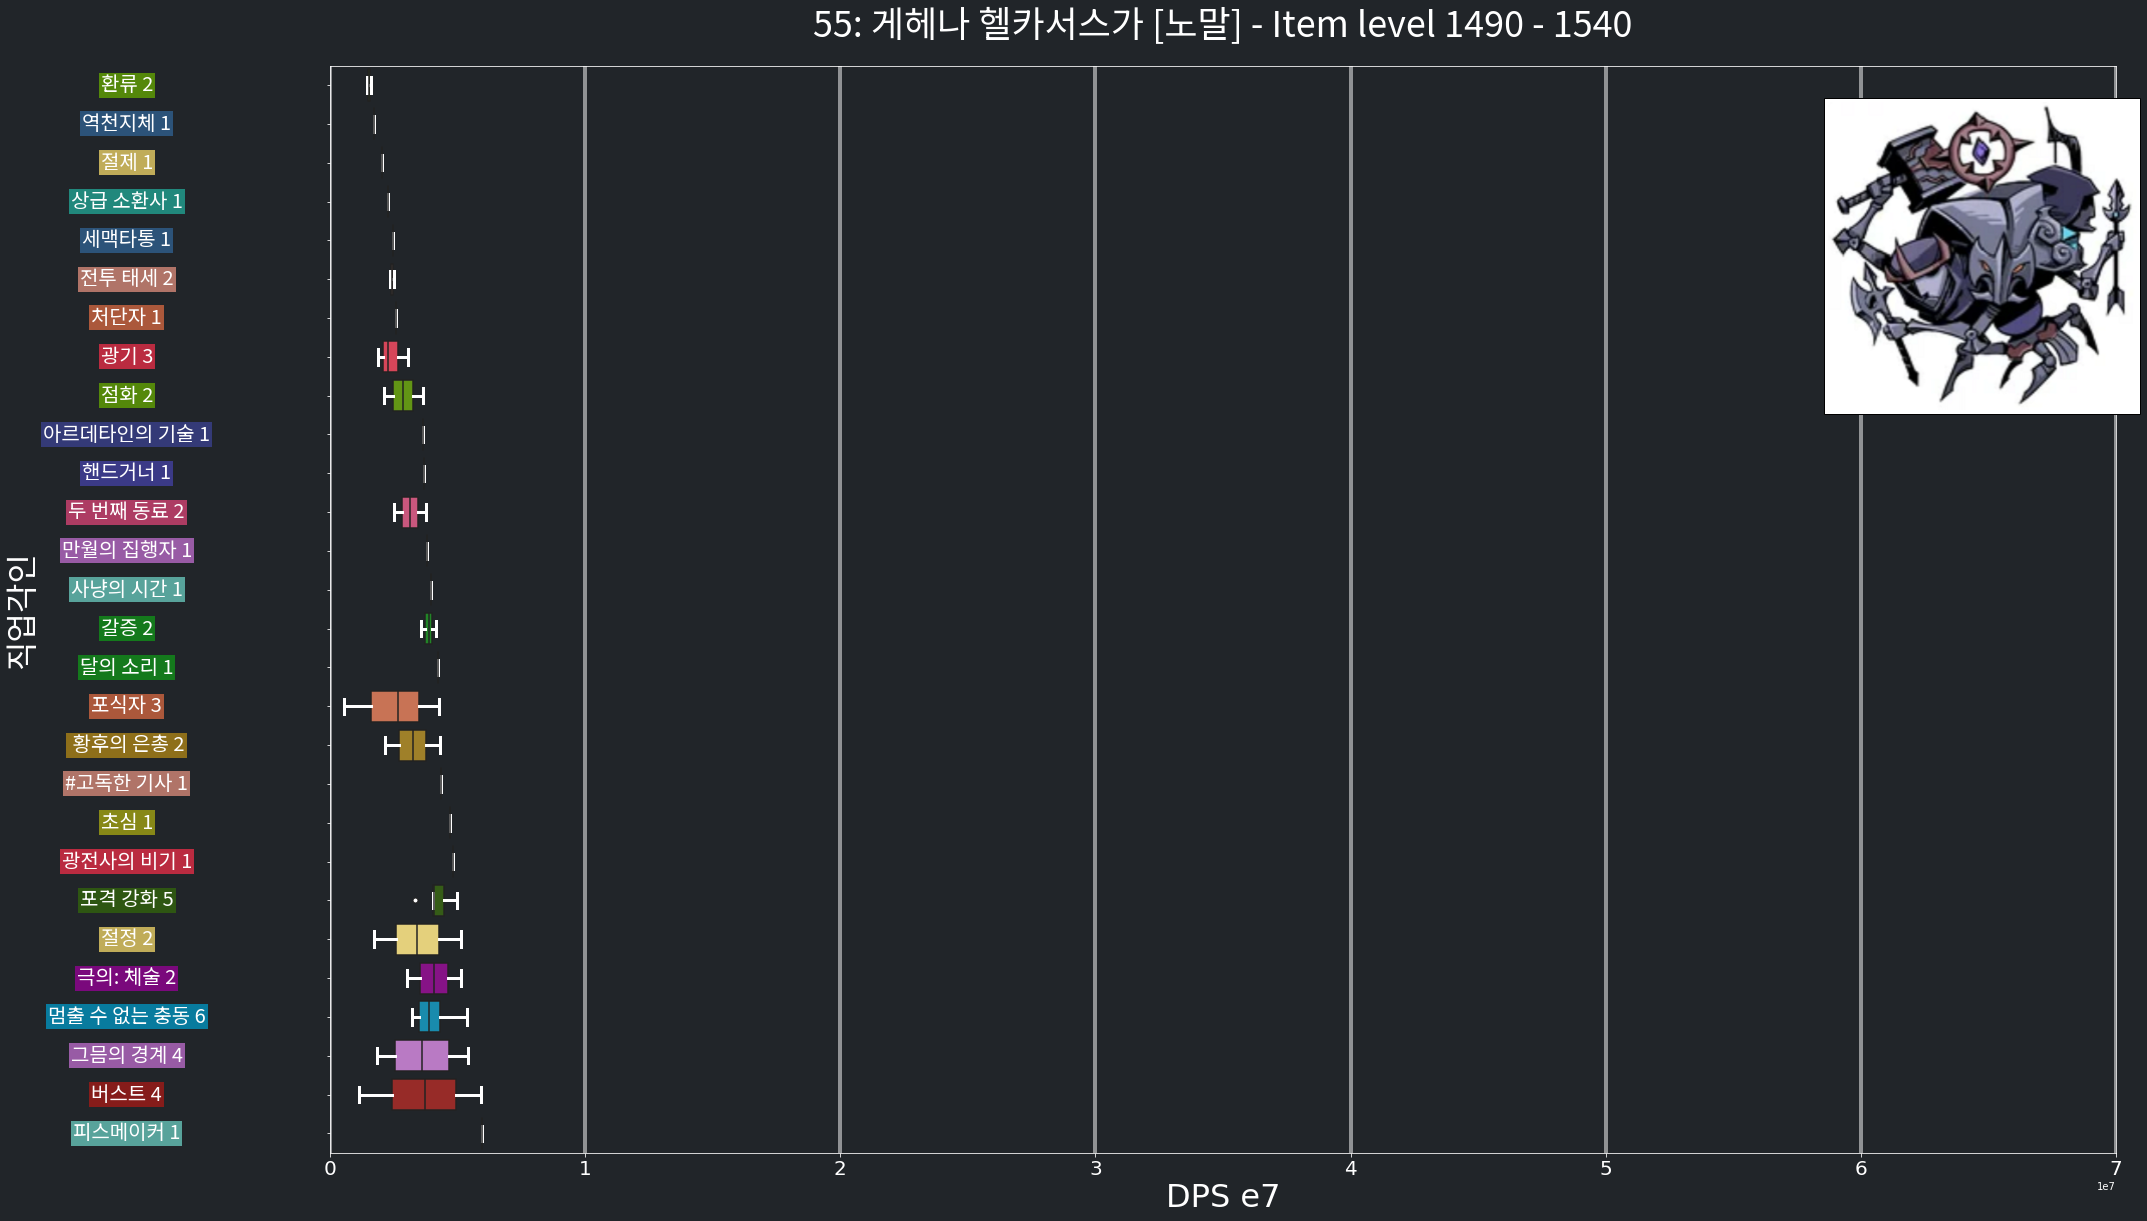 55: 게헤나 헬카서스가 [노말] - Item level 1490 - 1540
직업각인
환류 2
역천지체 1
절제 1
상급 소환사 1
세맥타통 1
전투 태세 2
처단자 1
광기 3
점화 2
아르데타인의 기술 1
핸드거너 1
두 번째 동료 2
만월의 집행자 1
사냥의 시간 1
갈증 2
달의 소리 1
포식자 3
황후의 은총 2
#고독한 기사 1
초심 1
광전사의 비기 1
포격 강화 5
절정 2
극의: 체술 2
멈출 수 없는 충동 6
그믐의 경계 4
버스트 4
피스메이커 1
0 1 2 3 4 5 6 7
1e7
DPS e7